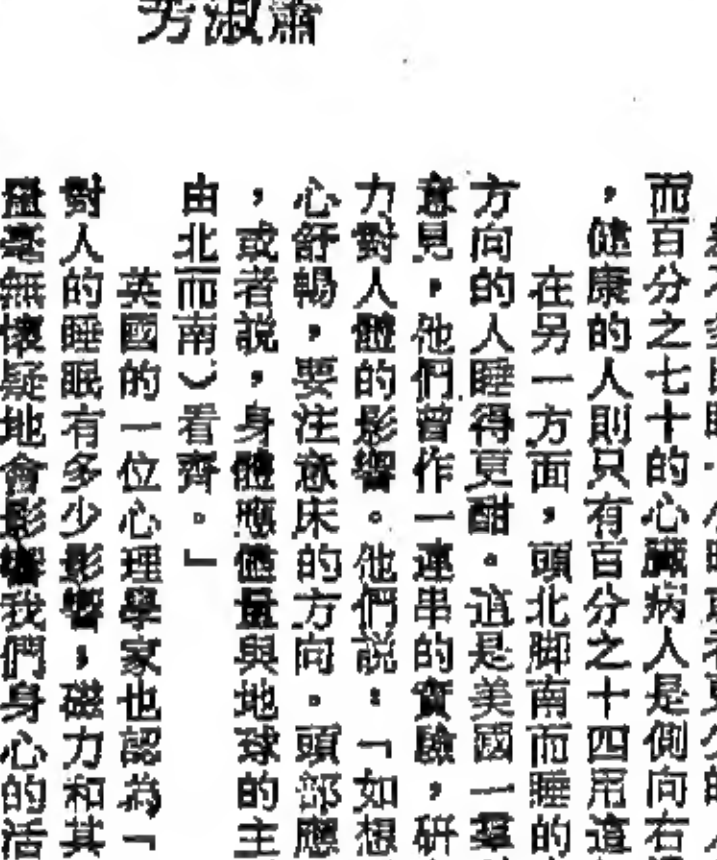 蕭淑芳
而百分之七十的心臟病人是側向右
，健康的人則只有百分之十四用這
在另一方面，頭北脚南而睡的
方向的人睡得更酣。這是美國一羣
意見，他們曾作一連串的實驗，研
力對人體的影響。他們説：「如想
心舒暢，要注意床的方向。頭部應
，或者説，身體應儘量與地球的主
由北而南）看齊。」
英國的一位心理學家也認為「
對人的睡眠有多少影響，磁力和其
量毫無懷疑地會影響我們身心的活